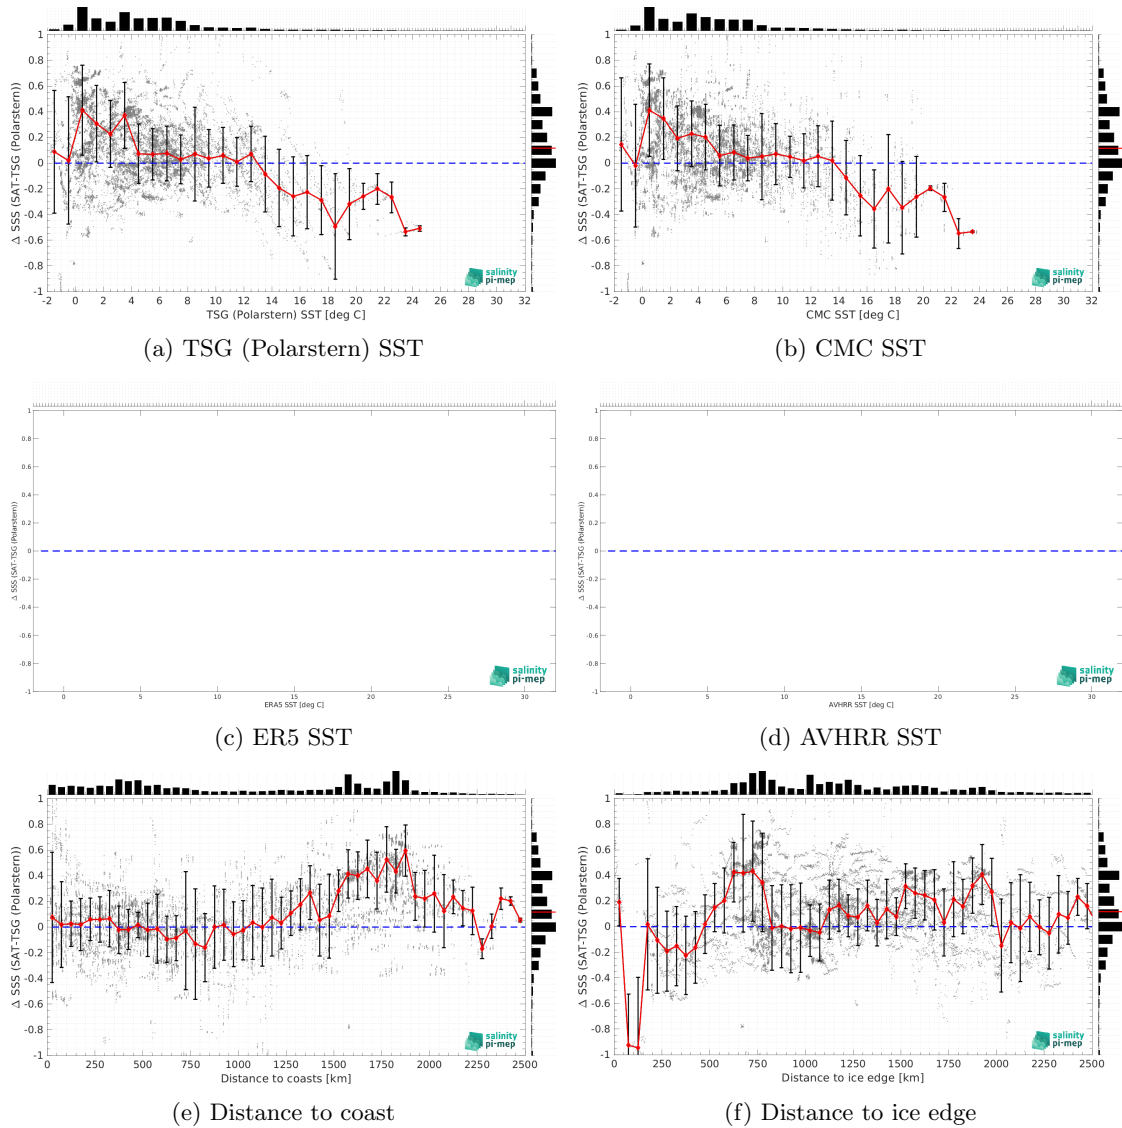 Δ SSS (SAT-TSG (Polarstern))
1
0.8
0.6
0.4
0.2
0
-0.2
-0.4
-0.6
-0.8
-1
-2 0 2 4 6 8 10 12 14 16 18 20 22 24 26 28 30 32
TSG (Polarstern) SST [deg C]
salinity
pi-mep
(a) TSG (Polarstern) SST
Δ SSS (SAT-TSG (Polarstern))
1
0.8
0.6
0.4
0.2
0
-0.2
-0.4
-0.6
-0.8
-1
-2 0 2 4 6 8 10 12 14 16 18 20 22 24 26 28 30 32
CMC SST [deg C]
salinity
pi-mep
(b) CMC SST
Δ SSS (SAT-TSG (Polarstern))
1
0.8
0.6
0.4
0.2
0
-0.2
-0.4
-0.6
-0.8
-1
0 5 10 15 20 25 30
ERA5 SST [deg C]
salinity
pi-mep
(c) ER5 SST
Δ SSS (SAT-TSG (Polarstern))
1
0.8
0.6
0.4
0.2
0
-0.2
-0.4
-0.6
-0.8
-1
0 5 10 15 20 25 30
AVHRR SST [deg C]
salinity
pi-mep
(d) AVHRR SST
Δ SSS (SAT-TSG (Polarstern))
1
0.8
0.6
0.4
0.2
0
-0.2
-0.4
-0.6
-0.8
-1
0 250 500 750 1000 1250 1500 1750 2000 2250 2500
Distance to coasts [km]
salinity
pi-mep
(e) Distance to coast
Δ SSS (SAT-TSG (Polarstern))
1
0.8
0.6
0.4
0.2
0
-0.2
-0.4
-0.6
-0.8
-1
0 250 500 750 1000 1250 1500 1750 2000 2250 2500
Distance to ice edge [km]
salinity
pi-mep
(f) Distance to ice edge